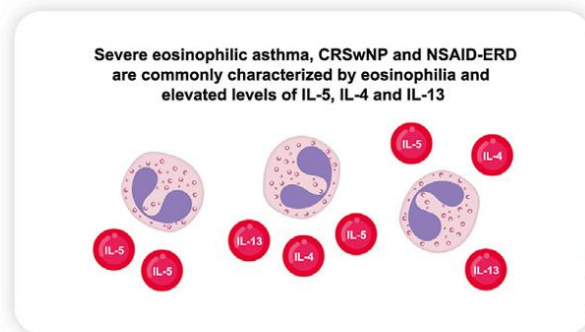 Severe eosinophilic asthma, CRSwNP and NSAID-ERD
are commonly characterized by eosinophilia and
elevated levels of IL-5, IL-4 and IL-13
IL-5
IL-4
IL-5
IL-13
IL-5
IL-4
IL-5
IL-13